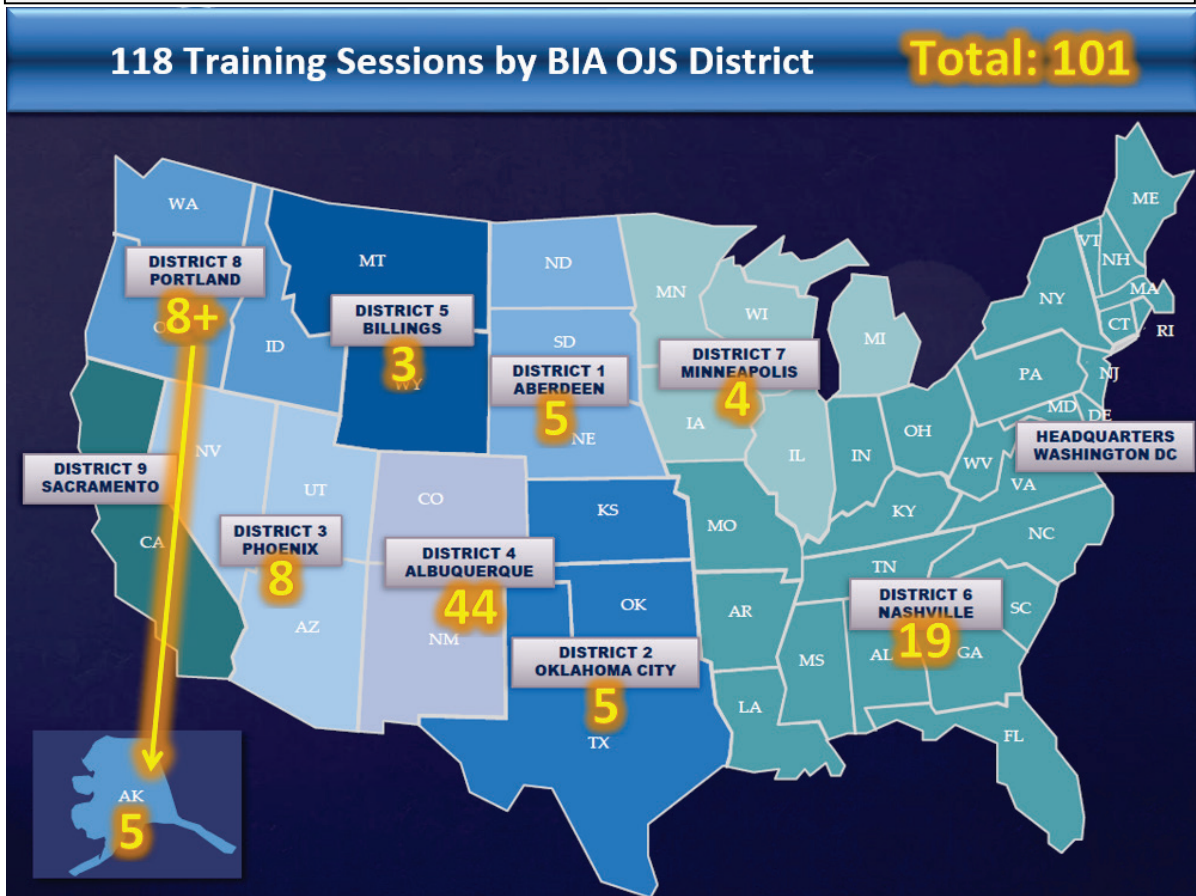 118 Training Sessions by BIA OJS District
Total: 101
WA
DISTRICT 8
PORTLAND
8+
ID
MT
DISTRICT 5
BILLINGS
3
WY
ND
SD
DISTRICT 1
ABERDEEN
5
NE
MN
WI
MI
DISTRICT 7
MINNEAPOLIS
4
IA
IL
IN
OH
ME
VT
NH
MA
NY
CT
RI
PA
NJ
MD
DE
HEADQUARTERS
WASHINGTON DC
WV
VA
DISTRICT 9
SACRAMENTO
CA
NV
UT
DISTRICT 3
PHOENIX
8
AZ
CO
DISTRICT 4
ALBUQUERQUE
44
NM
KS
OK
DISTRICT 2
OKLAHOMA CITY
5
TX
MO
AR
LA
KY
TN
NC
DISTRICT 6
NASHVILLE
19
SC
MS
AL
GA
FL
AK
5